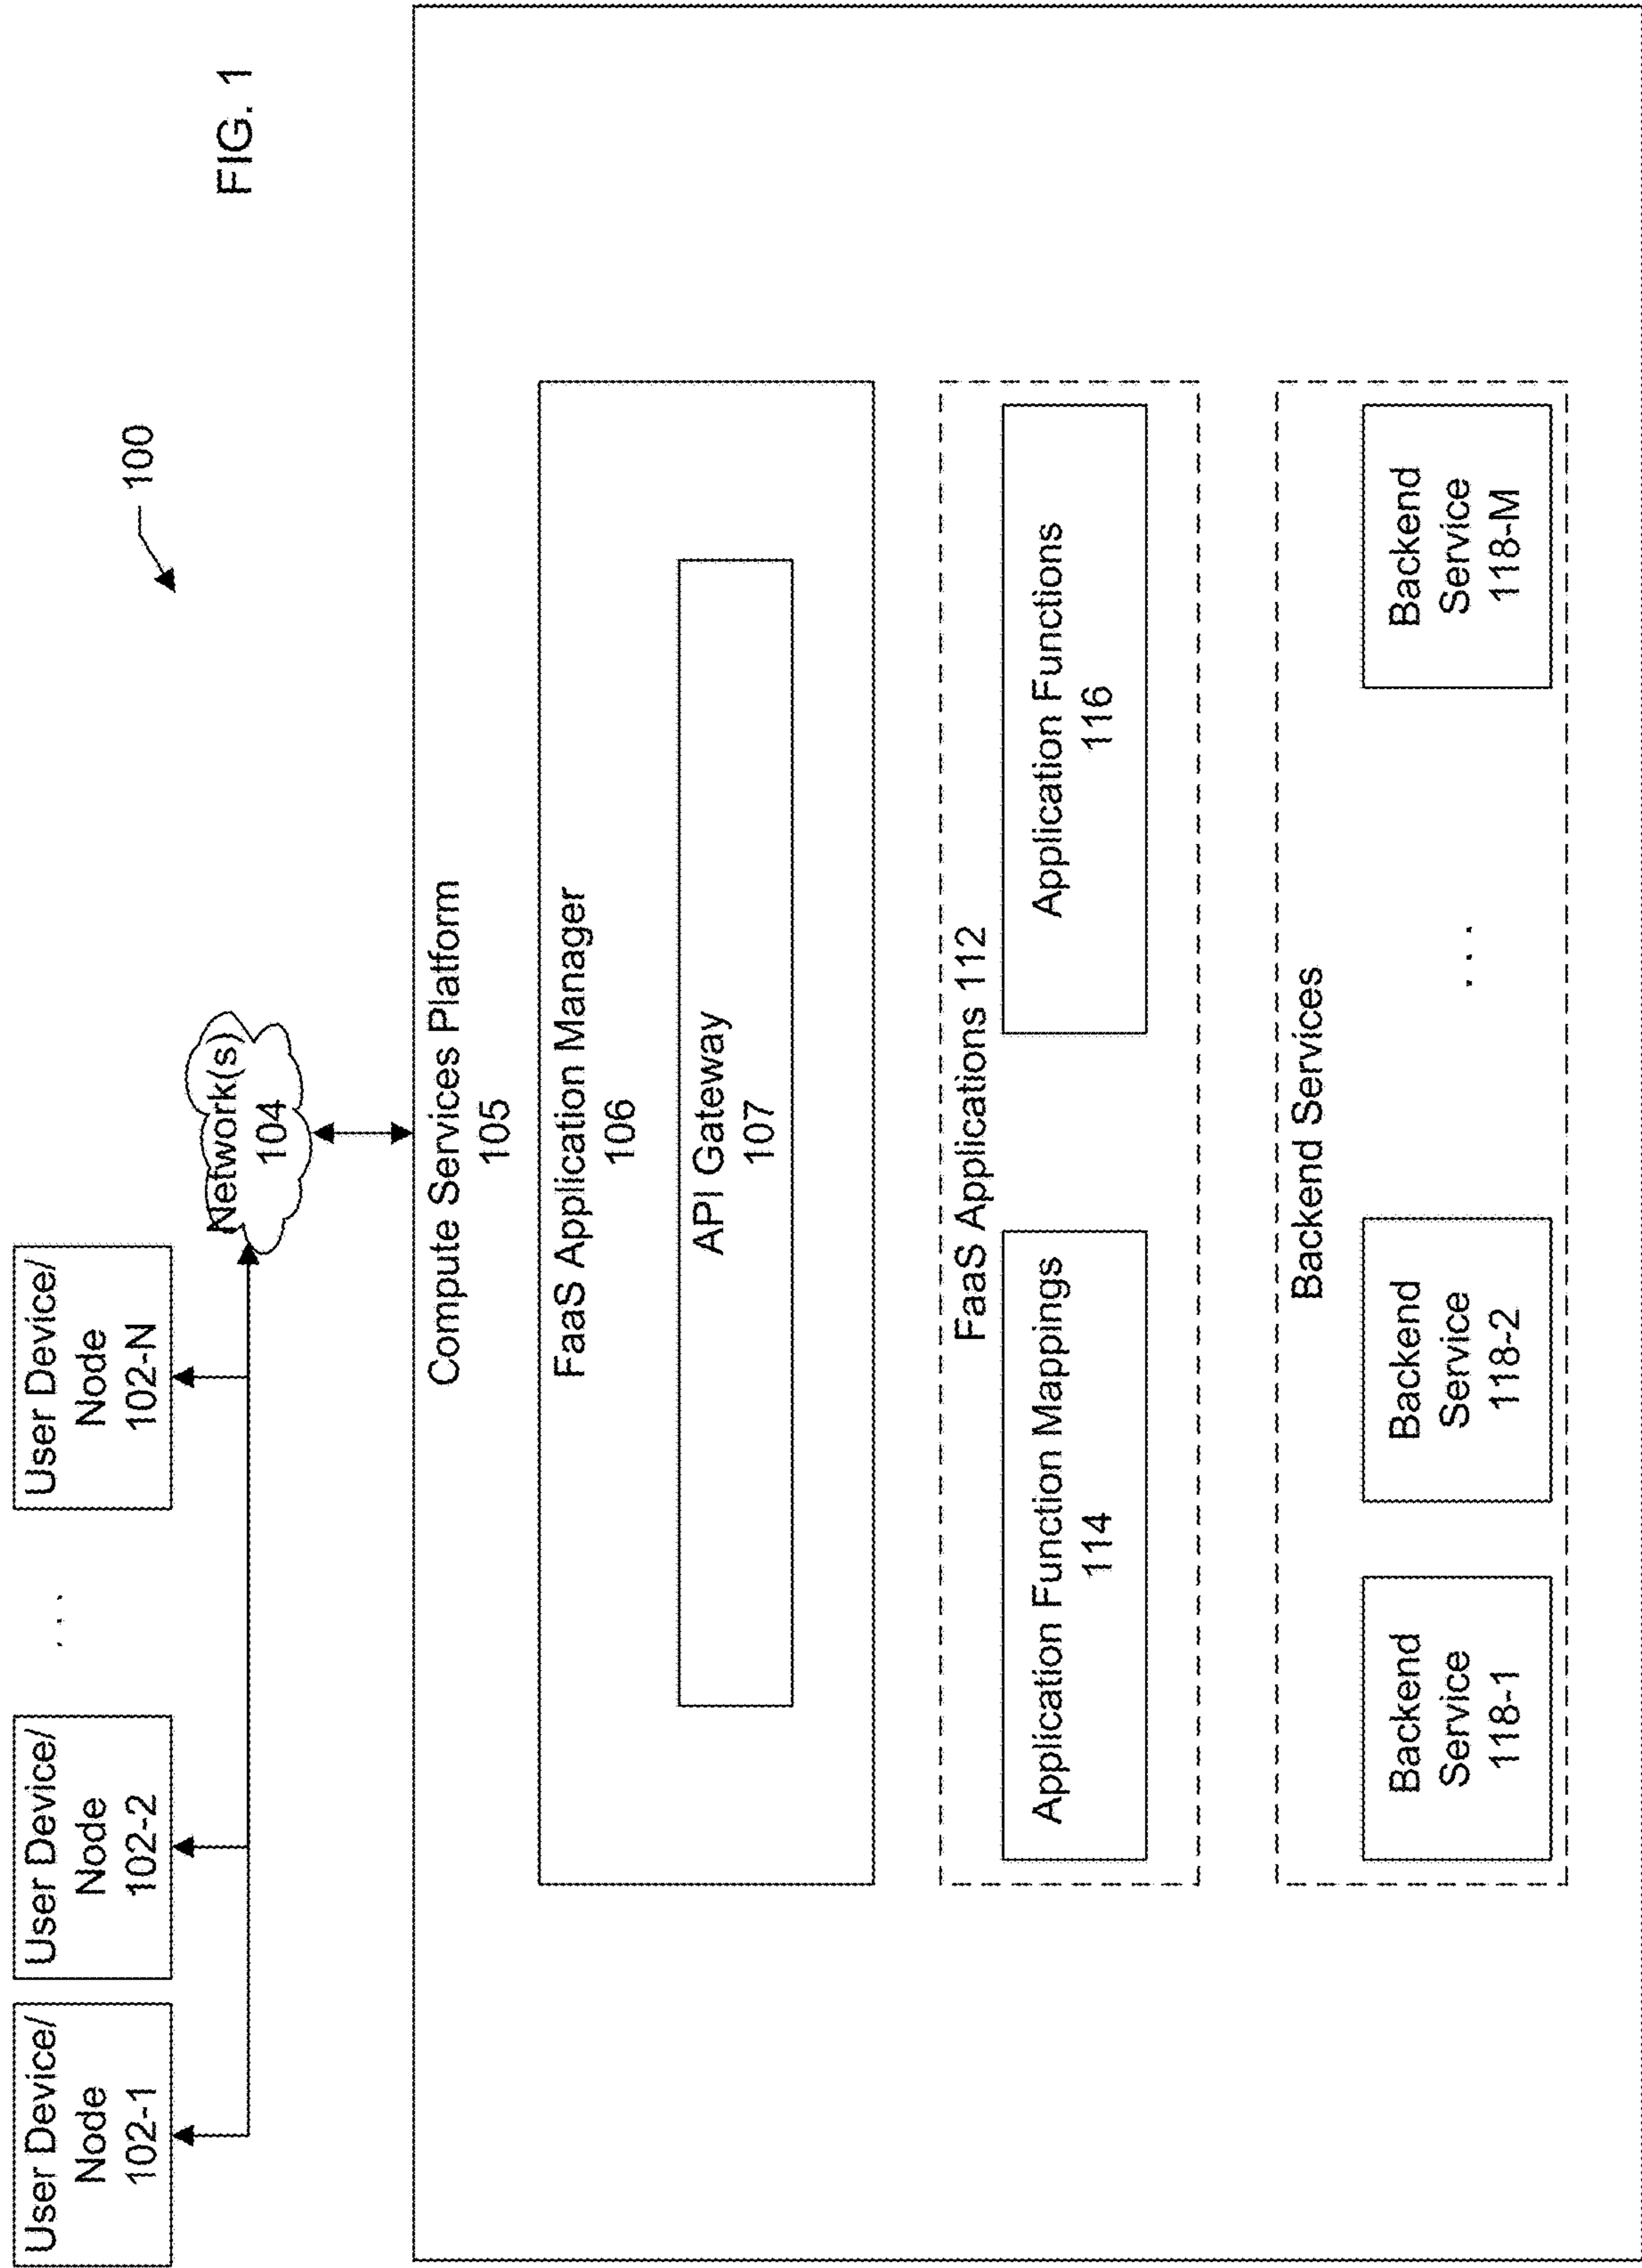 FIG. 1
100
User Device/
Node
102-1
User Device/
Node
102-2
. . .
User Device/
Node
102-N
Network(s)
104
Compute Services Platform
105
FaaS Application Manager
106
API Gateway
107
FaaS Applications 112
Application Function Mappings
114
Application Functions
116
Backend Services
Backend
Service
118-1
Backend
Service
118-2
. . .
Backend
Service
118-M